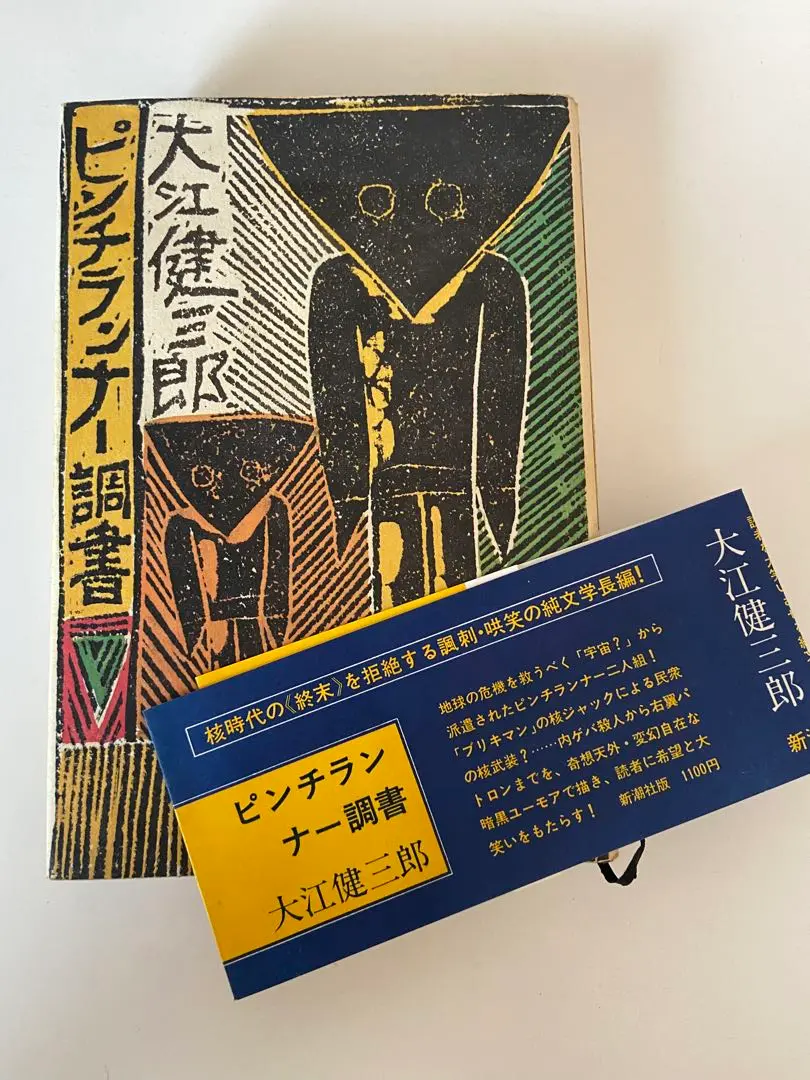 ピンチランナー調書
大江健三郎
核時代の《終末》を拒絶する諷刺・哄笑の純文学長編！
ピンチラン
ナー調書
大江健三郎
地球の危機を救うべく「宇宙？」から
派遣されたピンチランナー二人組！
「ブリキマン」の核ジャックによる民衆
の核武装？……内ゲバ殺人から右翼パ
トロンまでを、奇想天外・変幻自在な
暗黒ユーモアで描き、読者に希望と大
笑いをもたらす！
新潮社版 1100円
大江健三郎
新